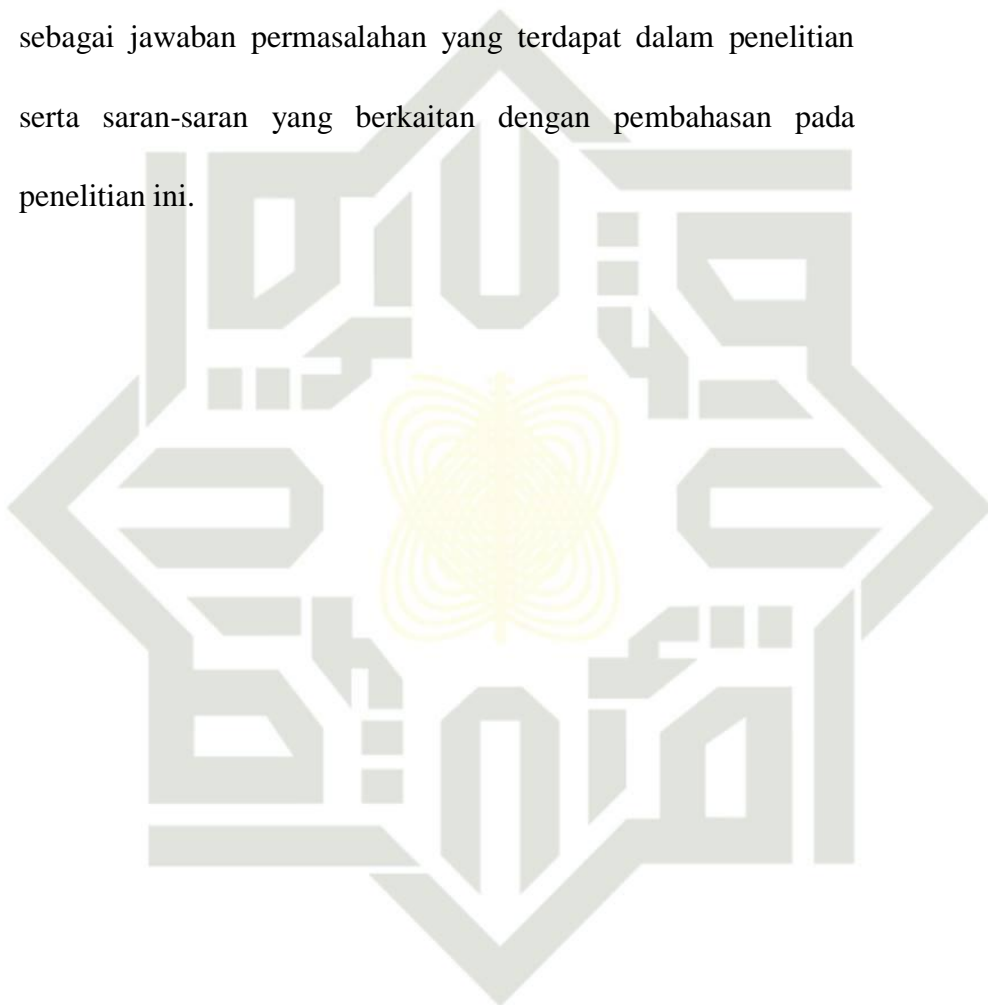 sebagai jawaban permasalahan yang terdapat dalam penelitian
serta saran-saran yang berkaitan dengan pembahasan pada
penelitian ini.